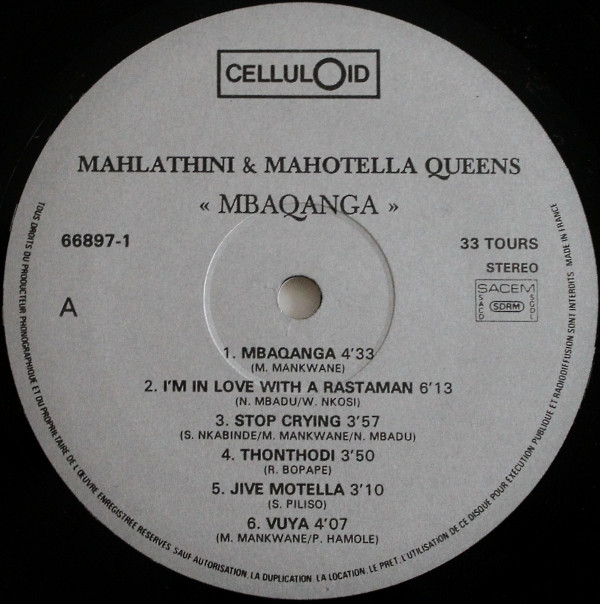 CELLULOID
MAHLATHINI & MAHOTELLA QUEENS
« MBAQANGA »
66897-1
33 TOURS
STEREO
A
SACEM
SACD
SDRM
SCGL
1. MBAQANGA 4'33
(M. MANKWANE)
2. I'M IN LOVE WITH A RASTAMAN 6'13
(N. MBADU/W. NKOSI)
3. STOP CRYING 3'57
(S. NKABINDE/M. MANKWANE/N. MBADU)
4. THONTHODI 3'50
(R. BOPAPE)
5. JIVE MOTELLA 3'10
(S. PILISO)
6. VUYA 4'07
(M. MANKWANE/P. HAMOLE)
TOUS DROITS DU PRODUCTEUR PHONOGRAPHIQUE ET DU PROPRIETAIRE DE L'ŒUVRE ENREGISTREE RESERVES. SAUF AUTORISATION, LA DUPLICATION, LA LOCATION, LE PRET, L'UTILISATION DE CE DISQUE POUR EXECUTION PUBLIQUE ET RADIODIFFUSION SONT INTERDITS. MADE IN FRANCE